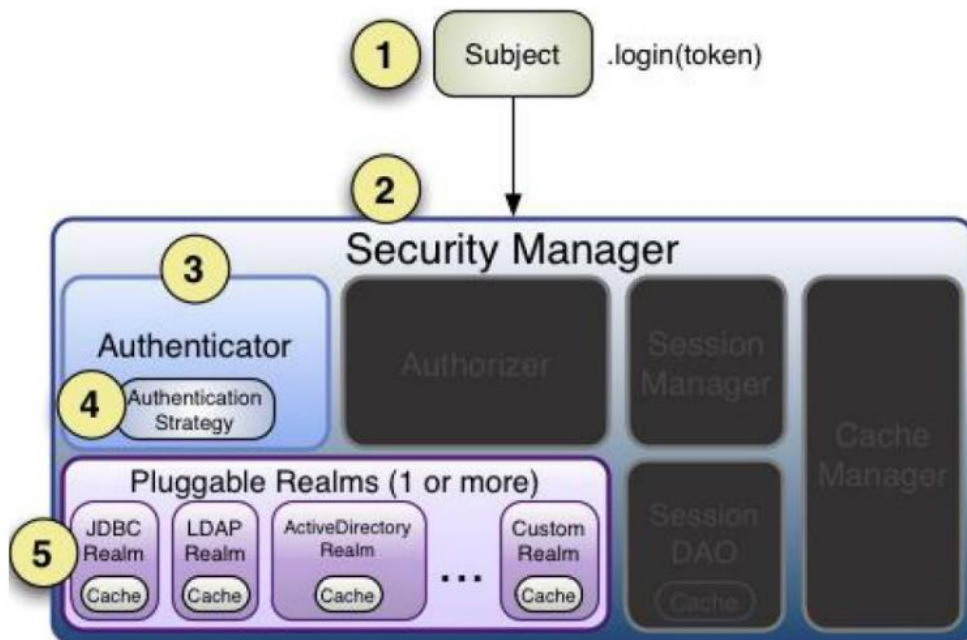 1
Subject .login(token)
2
Security Manager
3
Authenticator
4
Authentication
Strategy
Authorizer
Session
Manager
Cache
Manager
Pluggable Realms (1 or more)
5
JDBC
Realm
Cache
LDAP
Realm
Cache
ActiveDirectory
Realm
Cache
...
Custom
Realm
Cache
Session
DAO
Cache